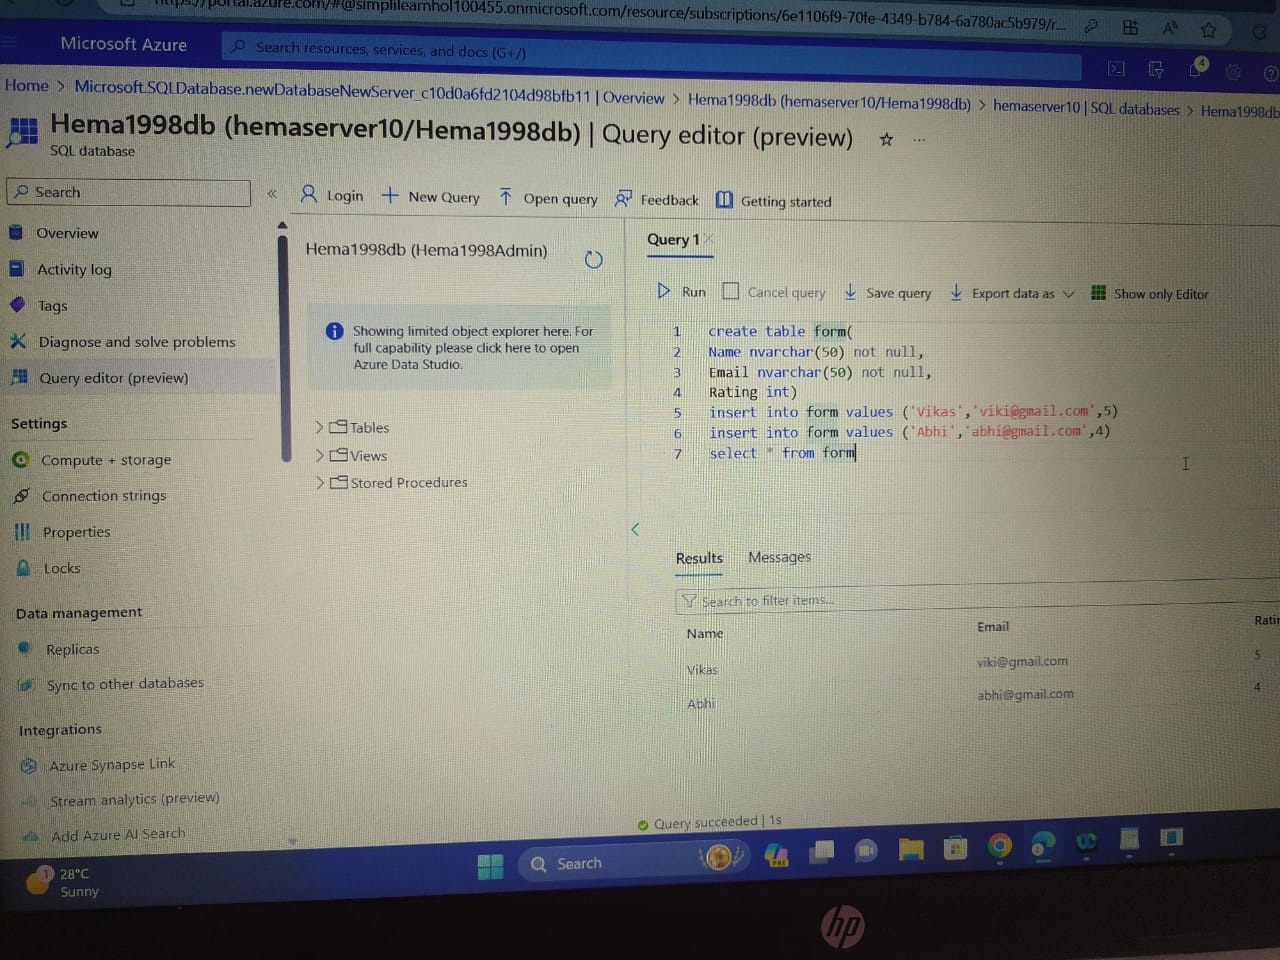 https://portal.azure.com/#@simplilearnhol100455.onmicrosoft.com/resource/subscriptions/6e1106f9-70fe-4349-b784-6a780ac5b979/r...
Microsoft Azure
Search resources, services, and docs (G+/)
4
Home > Microsoft.SQLDatabase.newDatabaseNewServer_c10d0a6fd2104d98bfb11 | Overview > Hema1998db (hemaserver10/Hema1998db) > hemaserver10 | SQL databases > Hema1998db
Hema1998db (hemaserver10/Hema1998db) | Query editor (preview)
SQL database
Search
Overview
Activity log
Tags
Diagnose and solve problems
Query editor (preview)
Settings
Compute + storage
Connection strings
Properties
Locks
Data management
Replicas
Sync to other databases
Integrations
Azure Synapse Link
Stream analytics (preview)
Add Azure AI Search
Login
New Query
Open query
Feedback
Getting started
Hema1998db (Hema1998Admin)
Showing limited object explorer here. For
full capability please click here to open
Azure Data Studio.
Tables
Views
Stored Procedures
Query 1
Run
Cancel query
Save query
Export data as
Show only Editor
1 create table form(
2 Name nvarchar(50) not null,
3 Email nvarchar(50) not null,
4 Rating int)
5 insert into form values ('Vikas','viki@gmail.com',5)
6 insert into form values ('Abhi','abhi@gmail.com',4)
7 select * from form
Results Messages
Search to filter items...
Name Email Ratin
Vikas viki@gmail.com 5
Abhi abhi@gmail.com 4
Query succeeded | 1s
1
28°C
Sunny
Search
PRE
hp